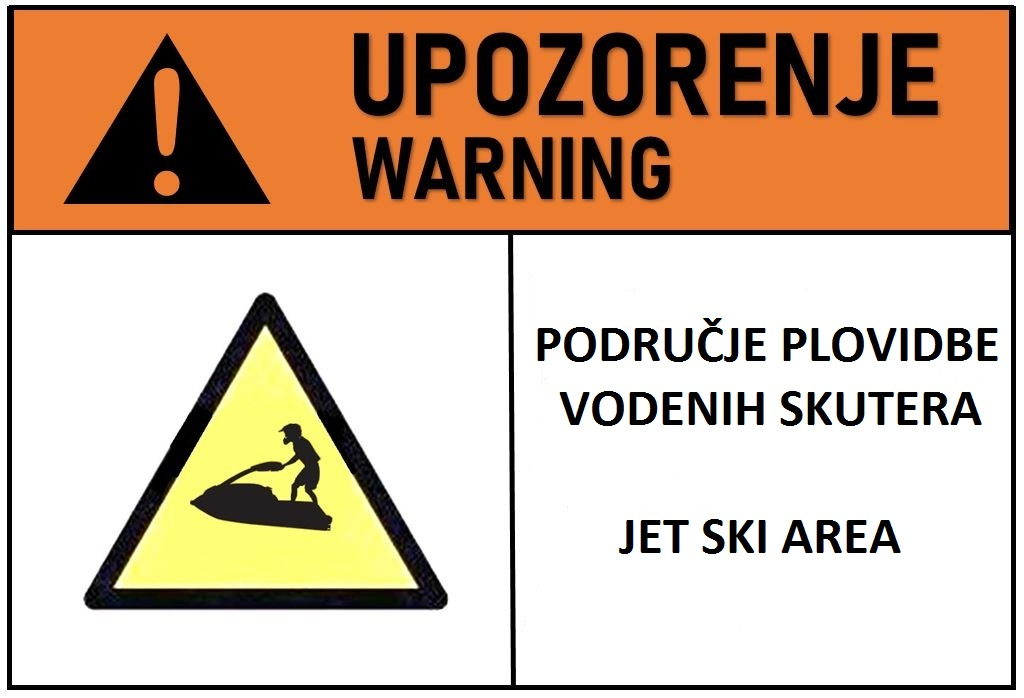 UPOZORENJE
WARNING
PODRUČJE PLOVIDBE
VODENIH SKUTERA
JET SKI AREA